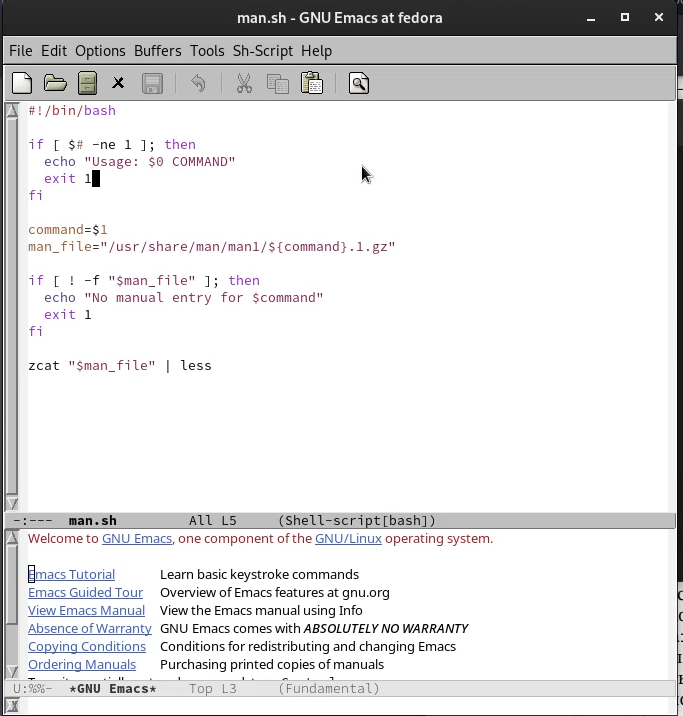 man.sh - GNU Emacs at fedora
File Edit Options Buffers Tools Sh-Script Help
#!/bin/bash
if [ $# -ne 1 ]; then
echo "Usage: $0 COMMAND"
exit 1
fi
command=$1
man_file="/usr/share/man/man1/${command}.1.gz"
if [ ! -f "$man_file" ]; then
echo "No manual entry for $command"
exit 1
fi
zcat "$man_file" | less
-:--- man.sh All L5 (Shell-script[bash])
Welcome to GNU Emacs, one component of the GNU/Linux operating system.
Emacs Tutorial Learn basic keystroke commands
Emacs Guided Tour Overview of Emacs features at gnu.org
View Emacs Manual View the Emacs manual using Info
Absence of Warranty GNU Emacs comes with ABSOLUTELY NO WARRANTY
Copying Conditions Conditions for redistributing and changing Emacs
Ordering Manuals Purchasing printed copies of manuals
U:%%- *GNU Emacs* Top L3 (Fundamental)